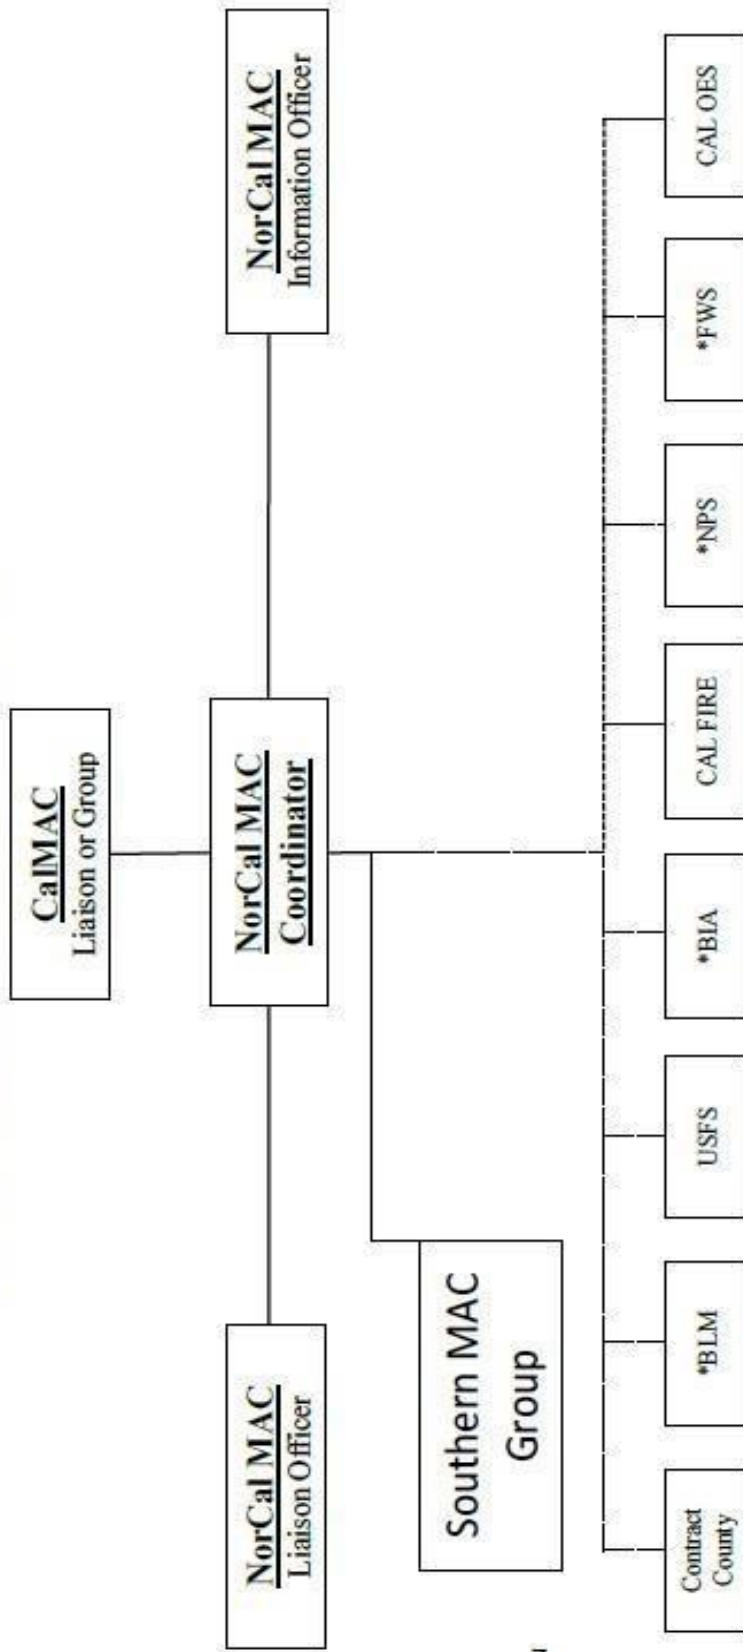 CalMAC
Liaison or Group
NorCal MAC
Liaison Officer
NorCal MAC
Coordinator
NorCal MAC
Information Officer
Southern MAC
Group
Contract
County
*BLM
USFS
*BIA
CAL FIRE
*NPS
*FWS
CAL OES